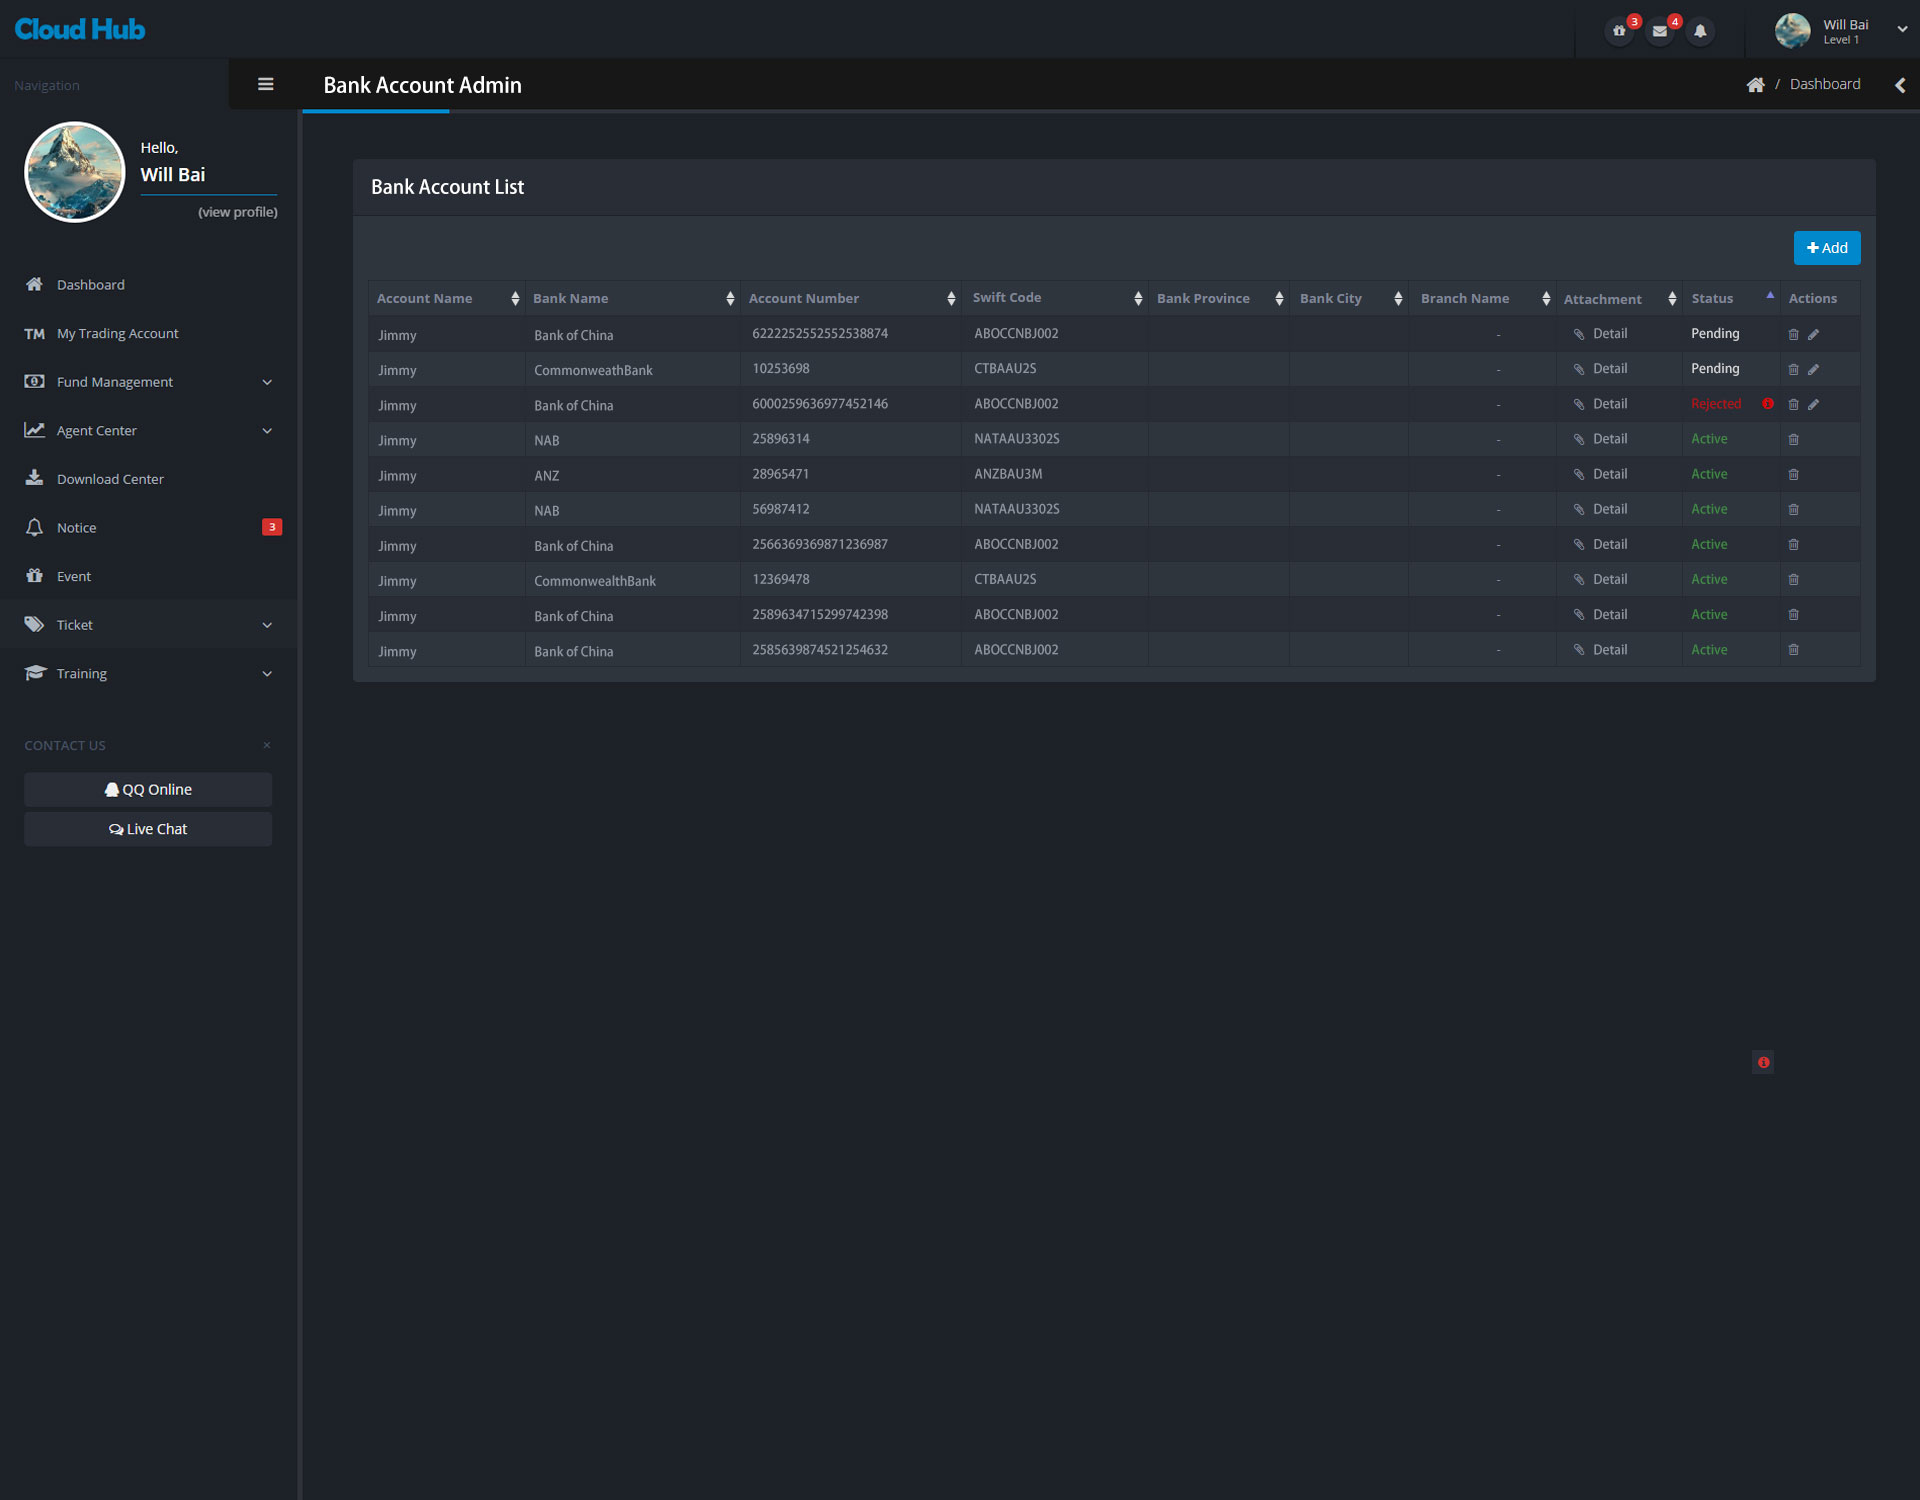 Cloud Hub
3
4
Will Bai
Level 1
Navigation
Bank Account Admin
/ Dashboard
Hello,
Will Bai
(view profile)
Dashboard
TM My Trading Account
Fund Management
Agent Center
Download Center
Notice 3
Event
Ticket
Training
CONTACT US ×
QQ Online
Live Chat
Bank Account List
Add
Account Name Bank Name Account Number Swift Code Bank Province Bank City Branch Name Attachment Status Actions
Jimmy Bank of China 6222252552552538874 ABOCCNBJ002 - Detail Pending
Jimmy CommonweathBank 10253698 CTBAAU2S - Detail Pending
Jimmy Bank of China 6000259636977452146 ABOCCNBJ002 - Detail Rejected
Jimmy NAB 25896314 NATAAU3302S - Detail Active
Jimmy ANZ 28965471 ANZBAU3M - Detail Active
Jimmy NAB 56987412 NATAAU3302S - Detail Active
Jimmy Bank of China 2566369369871236987 ABOCCNBJ002 - Detail Active
Jimmy CommonwealthBank 12369478 CTBAAU2S - Detail Active
Jimmy Bank of China 2589634715299742398 ABOCCNBJ002 - Detail Active
Jimmy Bank of China 2585639874521254632 ABOCCNBJ002 - Detail Active